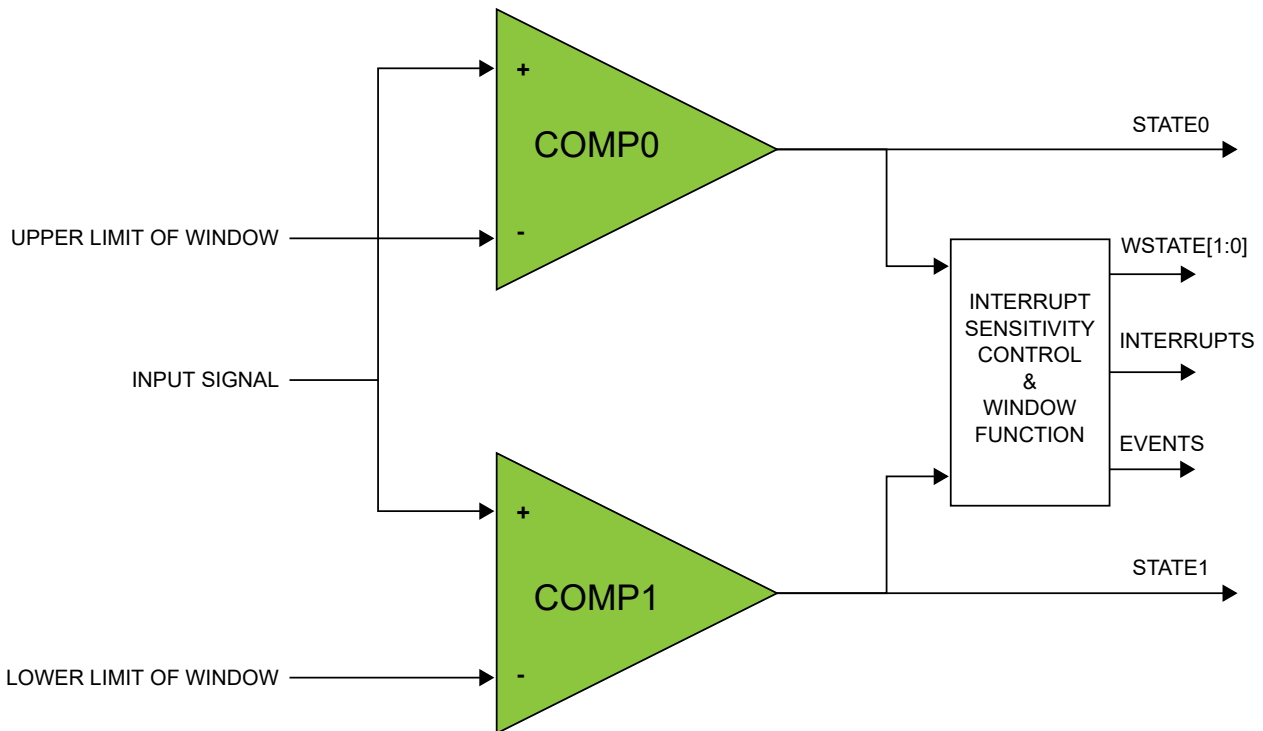 +
COMP0
-
STATE0
UPPER LIMIT OF WINDOW
WSTATE[1:0]
INTERRUPT
SENSITIVITY
CONTROL
&
WINDOW
FUNCTION
INTERRUPTS
INPUT SIGNAL
EVENTS
+
COMP1
-
STATE1
LOWER LIMIT OF WINDOW